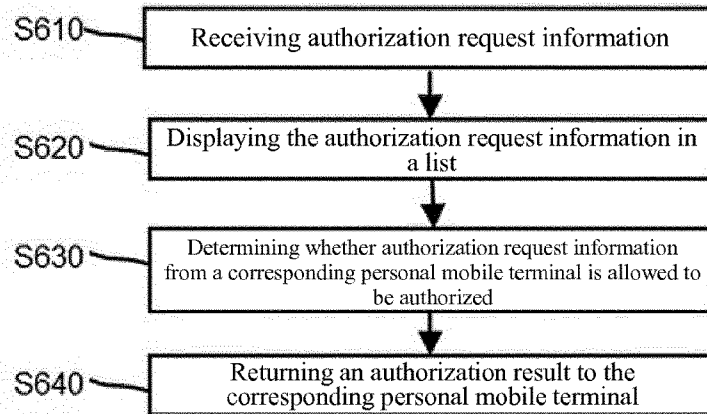 S610
Receiving authorization request information
S620
Displaying the authorization request information in
a list
S630
Determining whether authorization request information
from a corresponding personal mobile terminal is allowed to
be authorized
S640
Returning an authorization result to the
corresponding personal mobile terminal